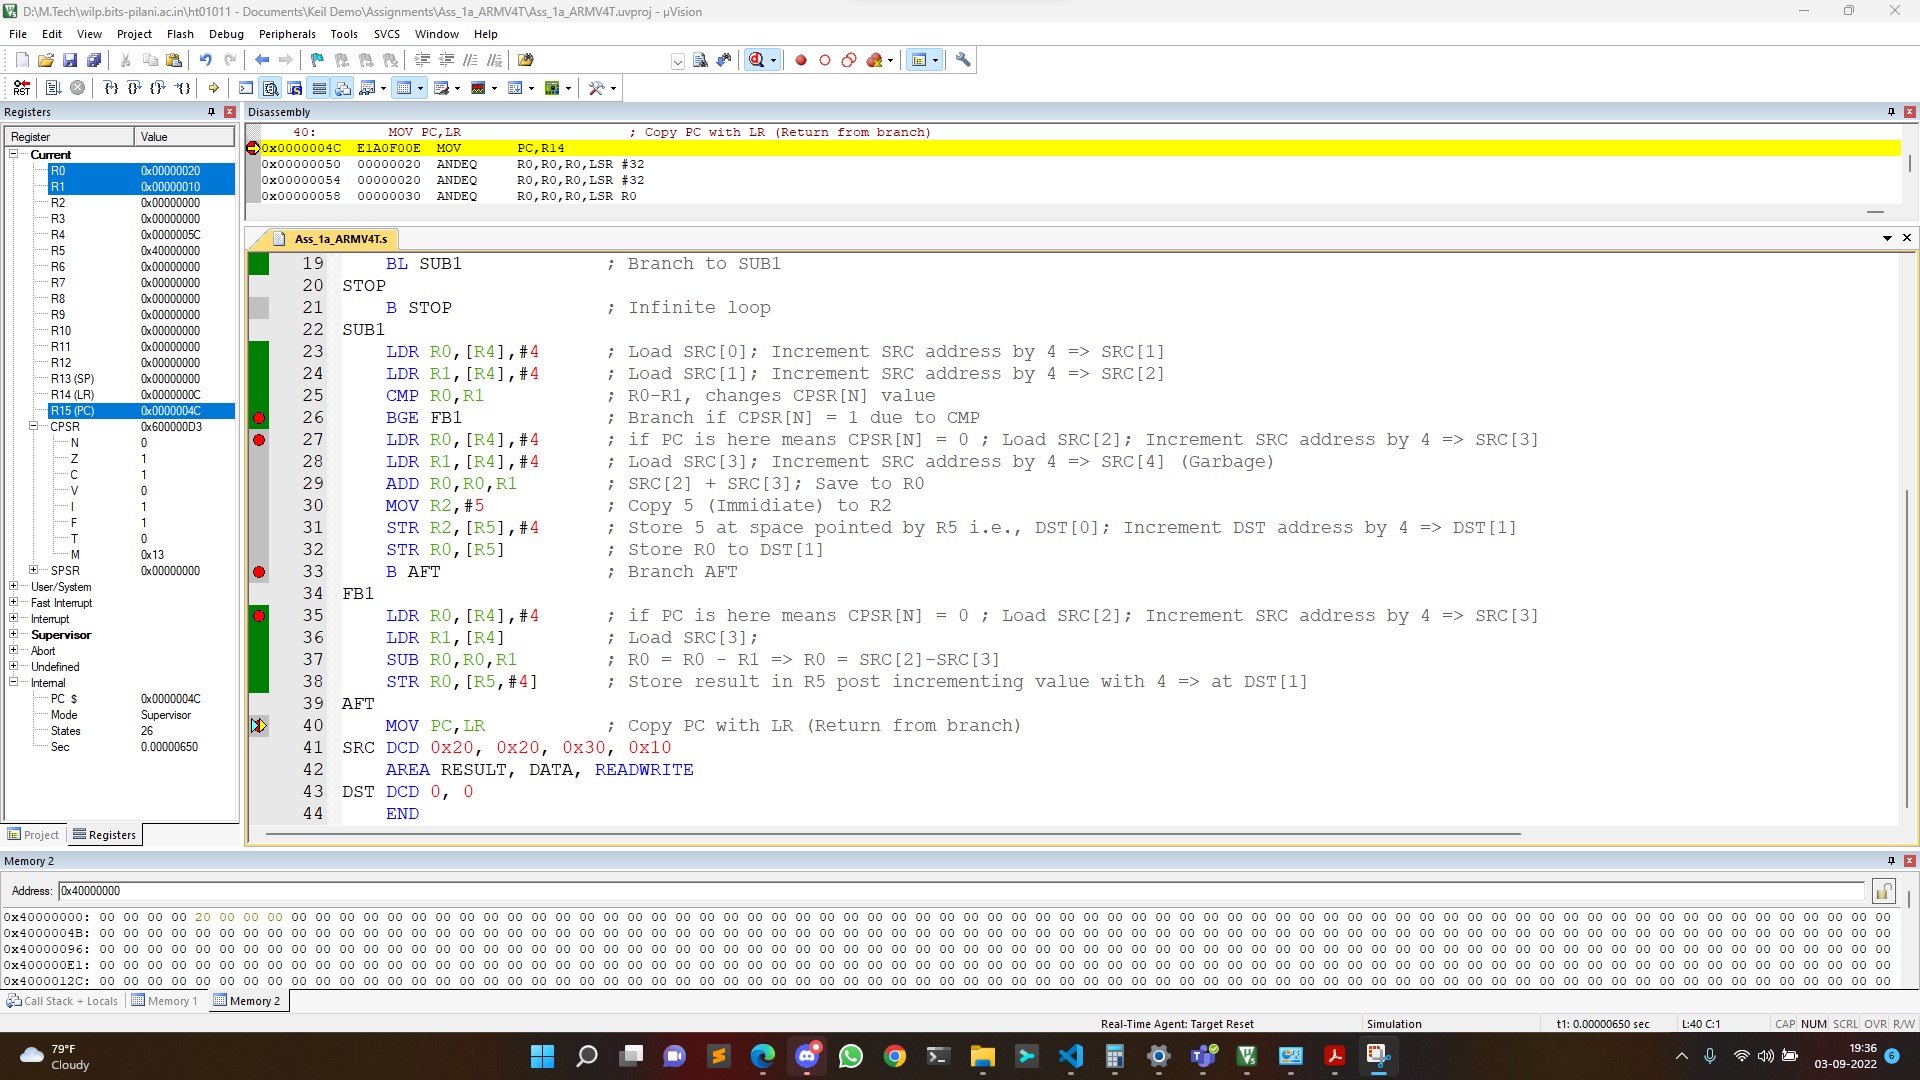 D:\M.Tech\wilp.bits-pilani.ac.in\ht01011 - Documents\Keil Demo\Assignments\Ass_1a_ARMV4T\Ass_1a_ARMV4T.uvproj - µVision
File Edit View Project Flash Debug Peripherals Tools SVCS Window Help
Registers
Register Value
Current
R0 0x00000020
R1 0x00000010
R2 0x00000000
R3 0x00000000
R4 0x0000005C
R5 0x40000000
R6 0x00000000
R7 0x00000000
R8 0x00000000
R9 0x00000000
R10 0x00000000
R11 0x00000000
R12 0x00000000
R13 (SP) 0x00000000
R14 (LR) 0x0000000C
R15 (PC) 0x0000004C
CPSR 0x600000D3
N 0
Z 1
C 1
V 0
I 1
F 1
T 0
M 0x13
SPSR 0x00000000
User/System
Fast Interrupt
Interrupt
Supervisor
Abort
Undefined
Internal
PC $ 0x0000004C
Mode Supervisor
States 26
Sec 0.00000650
Project Registers
Disassembly
40: MOV PC,LR ; Copy PC with LR (Return from branch)
0x0000004C E1A0F00E MOV PC,R14
0x00000050 00000020 ANDEQ R0,R0,R0,LSR #32
0x00000054 00000020 ANDEQ R0,R0,R0,LSR #32
0x00000058 00000030 ANDEQ R0,R0,R0,LSR R0
Ass_1a_ARMV4T.s
19 BL SUB1 ; Branch to SUB1
20 STOP
21 B STOP ; Infinite loop
22 SUB1
23 LDR R0,[R4],#4 ; Load SRC[0]; Increment SRC address by 4 => SRC[1]
24 LDR R1,[R4],#4 ; Load SRC[1]; Increment SRC address by 4 => SRC[2]
25 CMP R0,R1 ; R0-R1, changes CPSR[N] value
26 BGE FB1 ; Branch if CPSR[N] = 1 due to CMP
27 LDR R0,[R4],#4 ; if PC is here means CPSR[N] = 0 ; Load SRC[2]; Increment SRC address by 4 => SRC[3]
28 LDR R1,[R4],#4 ; Load SRC[3]; Increment SRC address by 4 => SRC[4] (Garbage)
29 ADD R0,R0,R1 ; SRC[2] + SRC[3]; Save to R0
30 MOV R2,#5 ; Copy 5 (Immidiate) to R2
31 STR R2,[R5],#4 ; Store 5 at space pointed by R5 i.e., DST[0]; Increment DST address by 4 => DST[1]
32 STR R0,[R5] ; Store R0 to DST[1]
33 B AFT ; Branch AFT
34 FB1
35 LDR R0,[R4],#4 ; if PC is here means CPSR[N] = 0 ; Load SRC[2]; Increment SRC address by 4 => SRC[3]
36 LDR R1,[R4] ; Load SRC[3];
37 SUB R0,R0,R1 ; R0 = R0 - R1 => R0 = SRC[2]-SRC[3]
38 STR R0,[R5,#4] ; Store result in R5 post incrementing value with 4 => at DST[1]
39 AFT
40 MOV PC,LR ; Copy PC with LR (Return from branch)
41 SRC DCD 0x20, 0x20, 0x30, 0x10
42 AREA RESULT, DATA, READWRITE
43 DST DCD 0, 0
44 END
Memory 2
Address: 0x40000000
0x40000000: 00 00 00 00 20 00 00 00 00 00 00 00 00 00 00 00 00 00 00 00 00 00 00 00 00 00 00 00 00 00 00 00 00 00 00 00 00 00 00 00 00 00 00 00 00 00 00 00 00 00 00 00 00 00 00 00 00 00 00 00 00 00 00 00 00 00 00 00 00 00 00 00 00 00 00
0x4000004B: 00 00 00 00 00 00 00 00 00 00 00 00 00 00 00 00 00 00 00 00 00 00 00 00 00 00 00 00 00 00 00 00 00 00 00 00 00 00 00 00 00 00 00 00 00 00 00 00 00 00 00 00 00 00 00 00 00 00 00 00 00 00 00 00 00 00 00 00 00 00 00 00 00 00 00
0x40000096: 00 00 00 00 00 00 00 00 00 00 00 00 00 00 00 00 00 00 00 00 00 00 00 00 00 00 00 00 00 00 00 00 00 00 00 00 00 00 00 00 00 00 00 00 00 00 00 00 00 00 00 00 00 00 00 00 00 00 00 00 00 00 00 00 00 00 00 00 00 00 00 00 00 00 00
0x400000E1: 00 00 00 00 00 00 00 00 00 00 00 00 00 00 00 00 00 00 00 00 00 00 00 00 00 00 00 00 00 00 00 00 00 00 00 00 00 00 00 00 00 00 00 00 00 00 00 00 00 00 00 00 00 00 00 00 00 00 00 00 00 00 00 00 00 00 00 00 00 00 00 00 00 00 00
0x4000012C: 00 00 00 00 00 00 00 00 00 00 00 00 00 00 00 00 00 00 00 00 00 00 00 00 00 00 00 00 00 00 00 00 00 00 00 00 00 00 00 00 00 00 00 00 00 00 00 00 00 00 00 00 00 00 00 00 00 00 00 00 00 00 00 00 00 00 00 00 00 00 00 00 00 00 00
Call Stack + Locals Memory 1 Memory 2
Real-Time Agent: Target Reset Simulation t1: 0.00000650 sec L:40 C:1 CAP NUM SCRL OVR R/W
79°F
Cloudy
19:36
03-09-2022
6